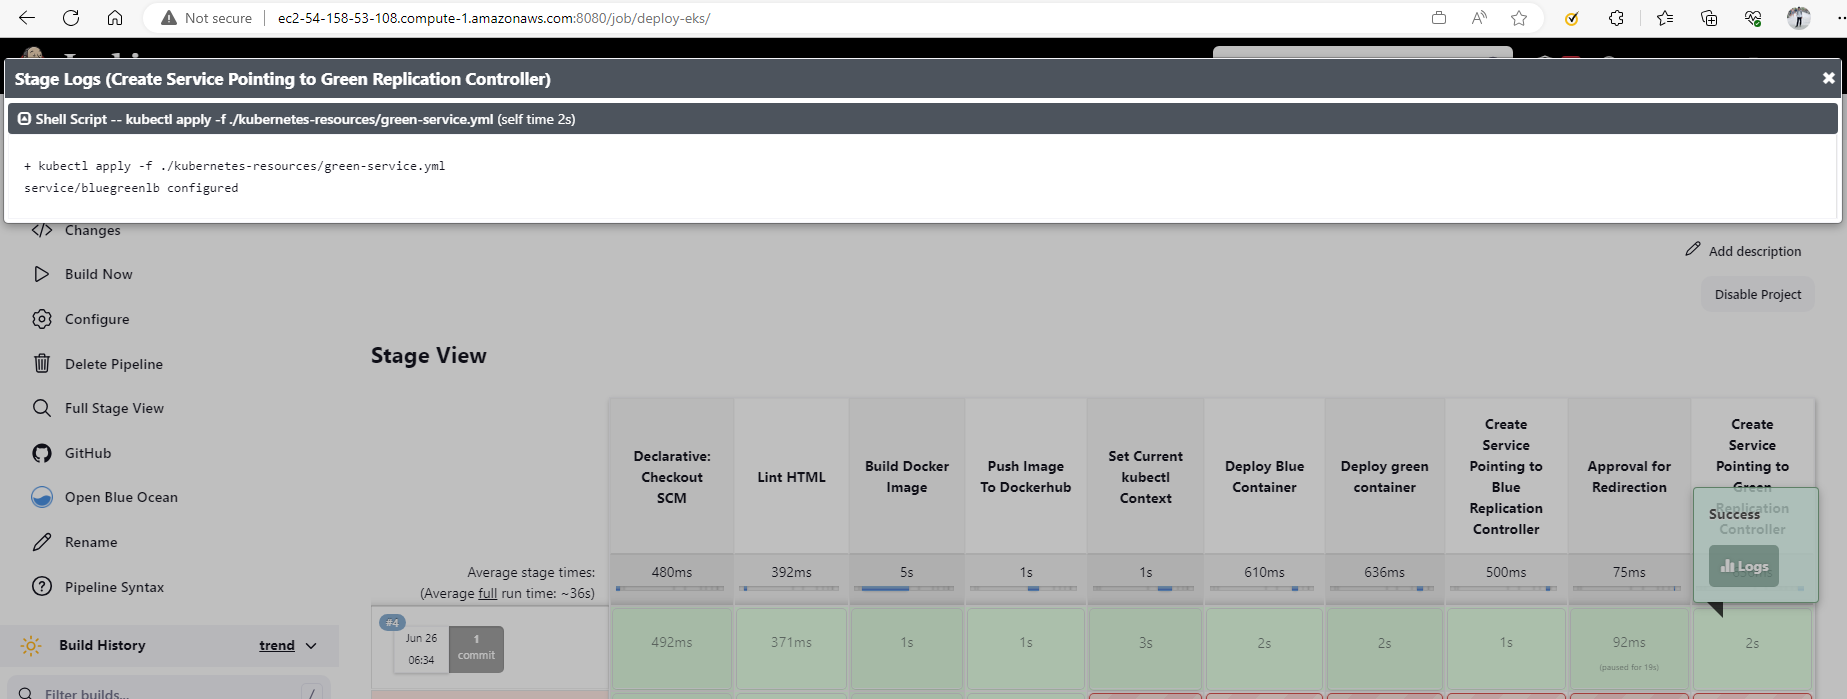 Not secure
ec2-54-158-53-108.compute-1.amazonaws.com:8080/job/deploy-eks/
Stage Logs (Create Service Pointing to Green Replication Controller)
Shell Script -- kubectl apply -f ./kubernetes-resources/green-service.yml (self time 2s)
+ kubectl apply -f ./kubernetes-resources/green-service.yml
service/bluegreenlb configured
Changes
Build Now
Configure
Delete Pipeline
Full Stage View
GitHub
Open Blue Ocean
Rename
Pipeline Syntax
Build History
trend
Filter builds...
/
Add description
Disable Project
Stage View
Declarative:
Checkout
SCM
Lint HTML
Build Docker
Image
Push Image
To Dockerhub
Set Current
kubectl
Context
Deploy Blue
Container
Deploy green
container
Create
Service
Pointing to
Blue
Replication
Controller
Approval for
Redirection
Create
Service
Pointing to
Green
Replication
Controller
Success
Logs
Average stage times:
(Average full run time: ~36s)
480ms
392ms
5s
1s
1s
610ms
636ms
500ms
75ms
#4
Jun 26
06:34
1
commit
492ms
371ms
1s
1s
3s
2s
2s
1s
92ms
(paused for 19s)
2s